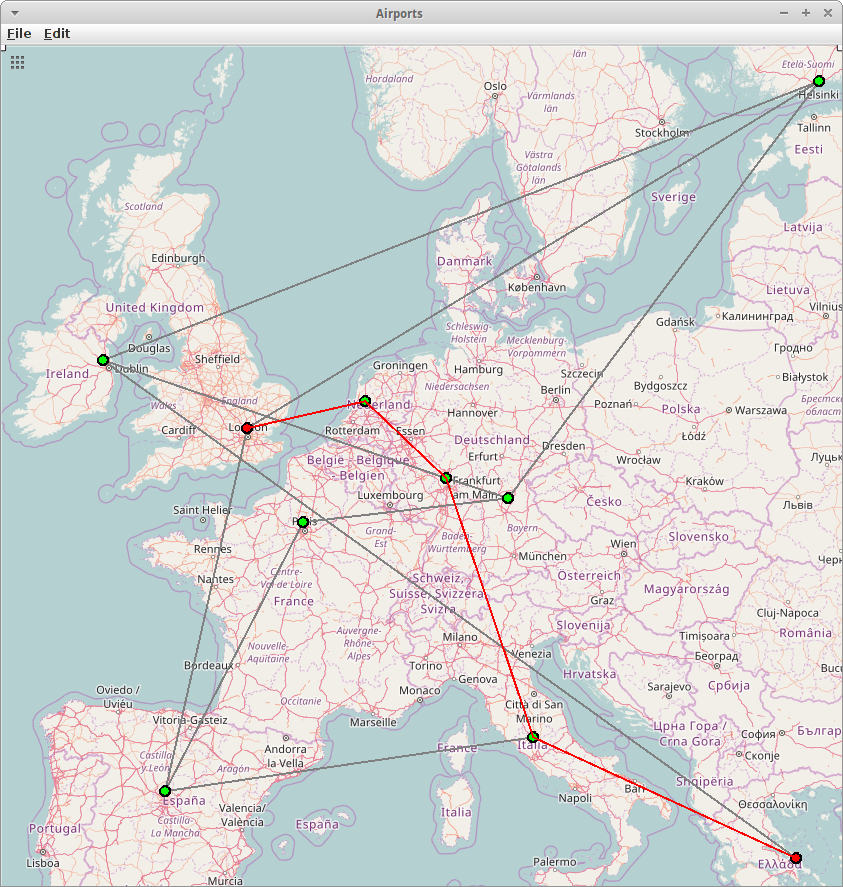 Airports
File Edit
Etelä-Suomi
Hordaland
län
Oslo
Värmlands
län
Helsinki
Stockholm
Tallinn
Eesti
Västra
Götalands
län
Sverige
Scotland
Latvija
Edinburgh
Danmark
København
Lietuva
United Kingdom
Vilnius
Gdańsk
Калининград
Schleswig-
Holstein
Mecklenburg-
Vorpommern
Douglas
Гродно
Sheffield
Dublin
Ireland
Groningen
Hamburg
Szczecin
Białystok
Niedersachsen
Bydgoszcz
Berlin
England
Wales
Nederland
Hannover
Poznań
Polska
Warszawa
Cardiff
London
Rotterdam
Essen
Deutschland
Łódź
Dresden
Erfurt
België - Belgique
- Belgien
Wrocław
Frankfurt
am Main
Kraków
Luxembourg
Česko
Львів
Saint Helier
Paris
Grand-
Est
Baden-
Württemberg
Bayern
Slovensko
Rennes
Wien
München
Nantes
Centre-
Val de Loire
Schweiz,
Suisse, Svizzera,
Svizra
Österreich
Magyarország
France
Graz
Cluj-Napoca
Slovenija
Auvergne-
Rhône-
Alpes
Timișoara
România
Milano
Nouvelle-
Aquitaine
Venezia
Београд
Bordeaux
Torino
Genova
Hrvatska
Sarajevo
Србија
Oviedo /
Uviéu
Monaco
Occitanie
Città di San
Marino
Vitoria-Gasteiz
Marseille
Црна Гора /
Crna Gora
София
Andorra
la Vella
Italia
France
Скопје
Castilla
y León
Aragón
Shqipëria
España
Napoli
Bari
Θεσσαλονίκη
Valencia/
València
Italia
España
Castilla-
La Mancha
Portugal
Lisboa
Palermo
Ελλάδα
Murcia